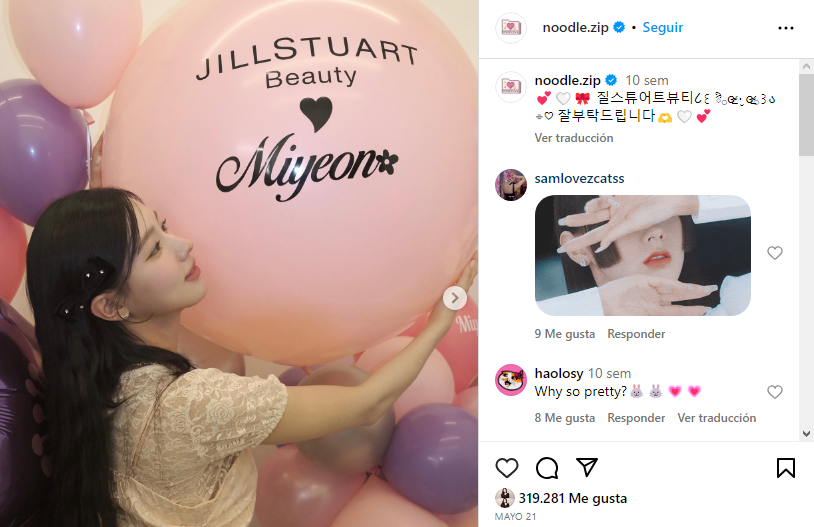 JILLSTUART
Beauty
Miyeon
noodle.zip • Seguir
noodle.zip 10 sem
💕🤍🎀 질스튜어트뷰티
잘부탁드립니다🫶🤍💕
Ver traducción
samlovezcatss
9 Me gusta Responder
haolosy 10 sem
Why so pretty?🐰🐰💗💗
8 Me gusta Responder Ver traducción
319.281 Me gusta
MAYO 21